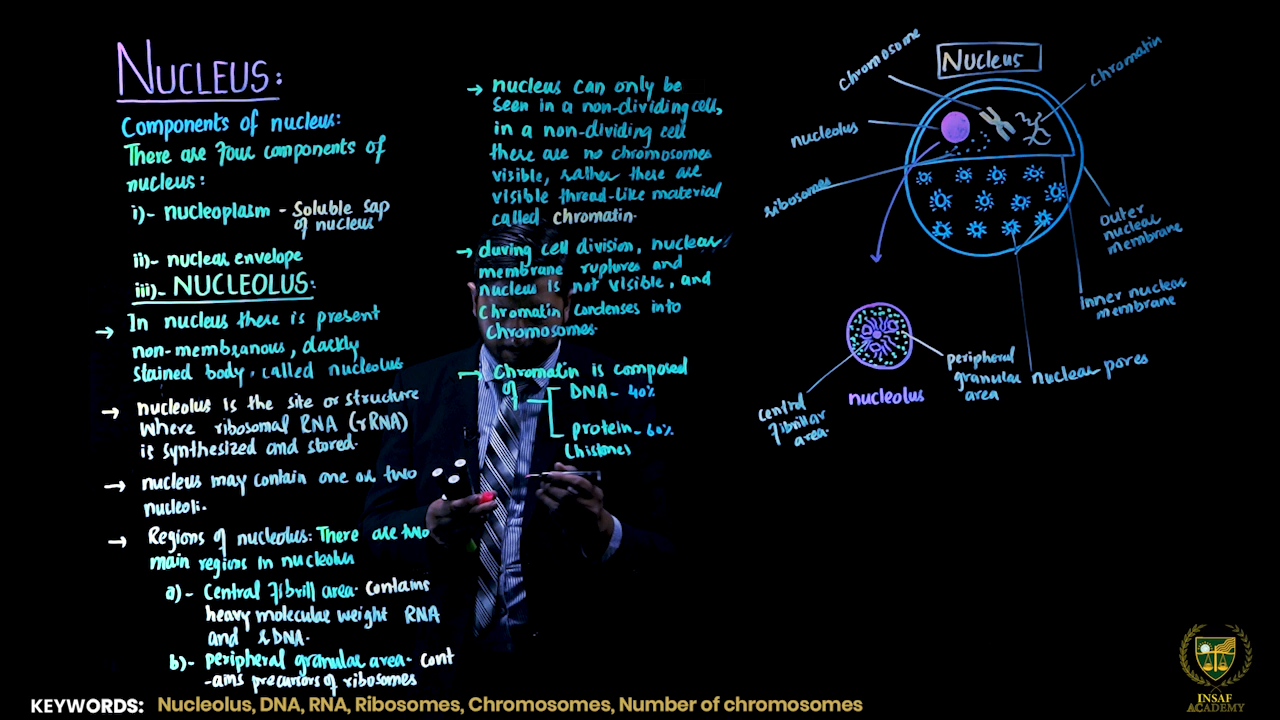 NUCLEUS:
Components of nucleus:
There are four components of
nucleus:
i)- nucleoplasm - Soluble sap
of nucleus
ii)- nuclear envelope
iii)- NUCLEOLUS:
→ In nucleus there is present
non-membranous, darkly
stained body, called nucleolus
→ nucleolus is the site or structure
where ribosomal RNA (rRNA)
is synthesized and stored.
→ nucleus may contain one or two
nucleoli.
→ Regions of nucleolus: There are two
main regions in nucleolus
a)- Central fibrill area. Contains
heavy molecular weight RNA
and rDNA.
b)- peripheral granular area- cont
-ains precursors of ribosomes
→ nucleus can only be
seen in a non-dividing cell,
in a non-dividing cell
there are no chromosomes
visible, rather there are
visible thread-like material
called chromatin.
→ during cell division, nuclear
membrane ruptures and
nucleus is not visible, and
Chromatin condenses into
Chromosomes.
→ Chromatin is composed
of
DNA- 40%
protein- 60%
(histones)
Nucleus
chromosome
chromatin
nucleolus
ribosomes
outer
nuclear
membrane
inner nuclear
membrane
nuclear pores
peripheral
granular
area
nucleolus
central
fibrillar
area.
KEYWORDS: Nucleolus, DNA, RNA, Ribosomes, Chromosomes, Number of chromosomes
INSAF
ACADEMY